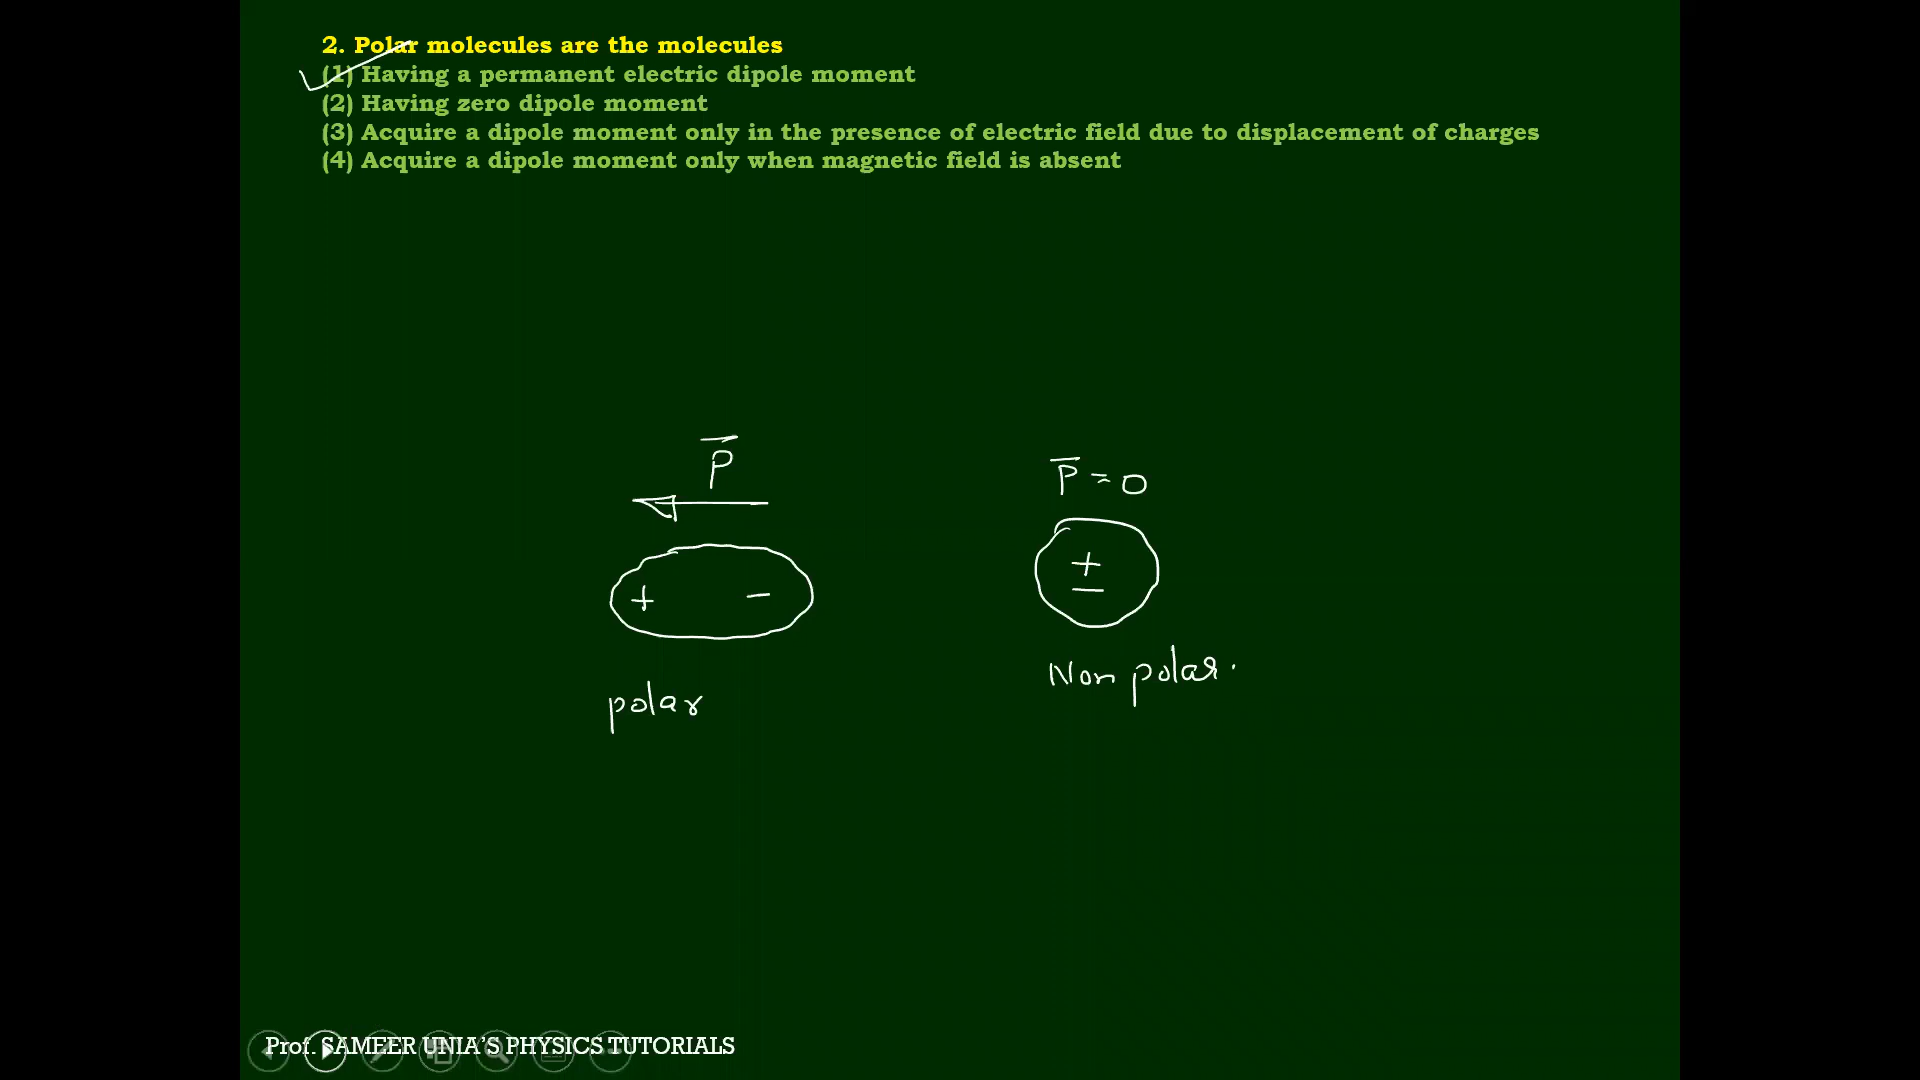 2. Polar molecules are the molecules
(1) Having a permanent electric dipole moment
(2) Having zero dipole moment
(3) Acquire a dipole moment only in the presence of electric field due to displacement of charges
(4) Acquire a dipole moment only when magnetic field is absent
P
P = 0
+ −
+
−
Non polar.
polar
Prof. SAMEER UNIA'S PHYSICS TUTORIALS